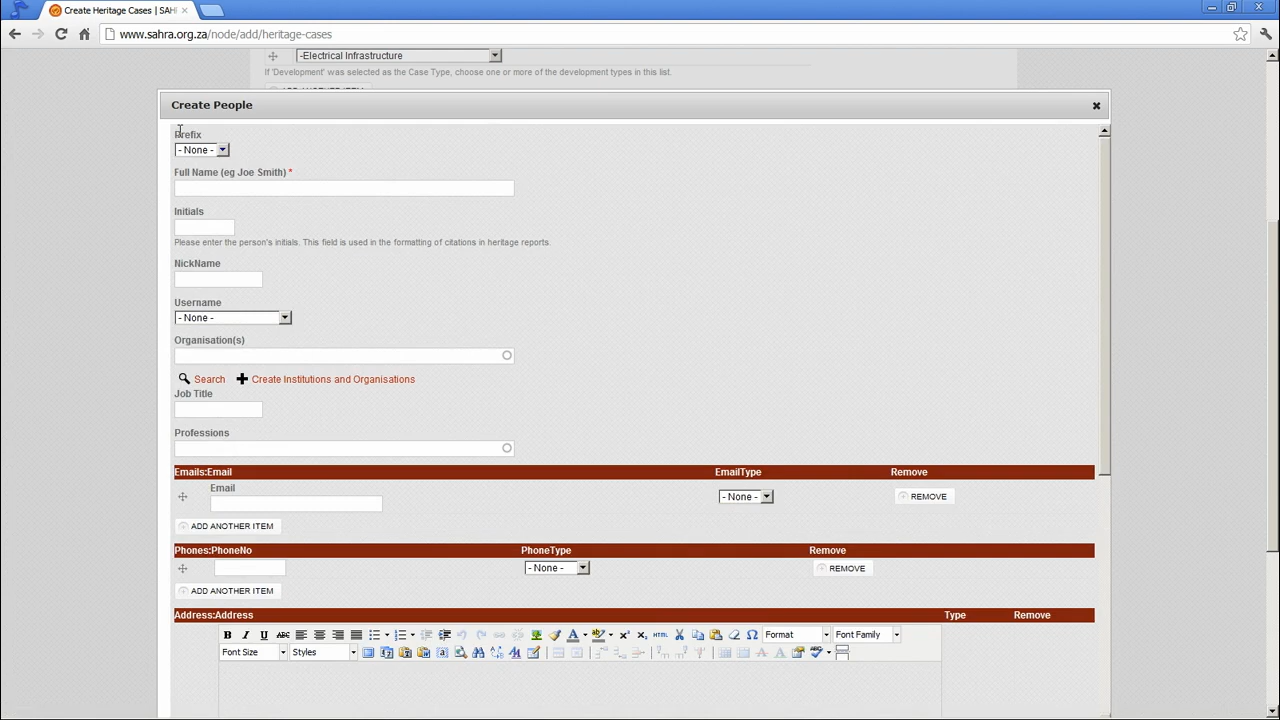 Create Heritage Cases | SAH
www.sahra.org.za/node/add/heritage-cases
-Electrical Infrastructure
If 'Development' was selected as the Case Type, choose one or more of the development types in this list.
Create People
Prefix
- None -
Full Name (eg Joe Smith) *
Initials
Please enter the person's initials. This field is used in the formatting of citations in heritage reports.
NickName
Username
- None -
Organisation(s)
Search Create Institutions and Organisations
Job Title
Professions
Emails:Email EmailType Remove
Email
- None - REMOVE
ADD ANOTHER ITEM
Phones:PhoneNo PhoneType Remove
- None - REMOVE
ADD ANOTHER ITEM
Address:Address Type Remove
B I U ABC HTML Format Font Family
Font Size Styles